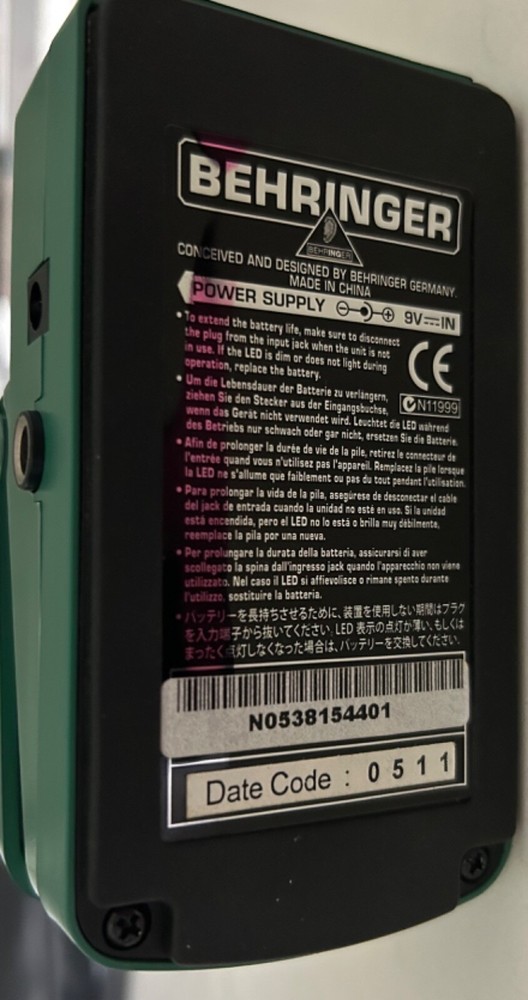 BEHRINGER
BEHRINGER
CONCEIVED AND DESIGNED BY BEHRINGER GERMANY.
MADE IN CHINA
POWER SUPPLY 9V IN
• To extend the battery life, make sure to disconnect
the plug from the input jack when the unit is not
in use. If the LED is dim or does not light during
operation, replace the battery.
CE
N11999
• Um die Lebensdauer der Batterie zu verlängern,
ziehen Sie den Stecker aus der Eingangsbuchse,
wenn das Gerät nicht verwendet wird. Leuchtet die LED während
des Betriebs nur schwach oder gar nicht, ersetzen Sie die Batterie.
• Afin de prolonger la durée de vie de la pile, retirez le connecteur de
l'entrée quand vous n'utilisez pas l'appareil. Remplacez la pile lorsque
la LED ne s'allume que faiblement ou pas du tout pendant l'utilisation.
• Para prolongar la vida de la pila, asegúrese de desconectar el cable
del jack de entrada cuando la unidad no esté en uso. Si la unidad
está encendida, pero el LED no lo está o brilla muy débilmente,
reemplace la pila por una nueva.
• Per prolungare la durata della batteria, assicurarsi di aver
scollegato la spina dall'ingresso jack quando l'apparecchio non viene
utilizzato. Nel caso il LED si affievolisce o rimane spento durante
l'utilizzo, sostituire la batteria.
• バッテリーを長持ちさせるために、装置を使用しない期間はプラグ
を入力端子から抜いてください。LED 表示の点灯が薄い、もしくは
まったく点灯しなくなった場合は、バッテリーを交換してください。
N0538154401
Date Code : 0511